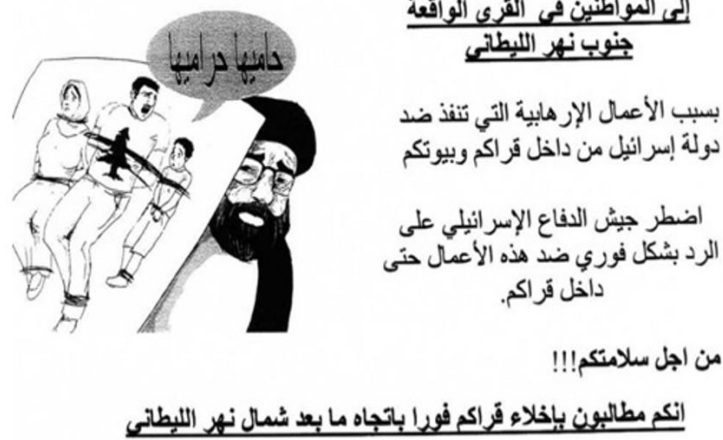 إلى المواطنين في القرى الواقعة
جنوب نهر الليطاني
حاميها حراميها
بسبب الأعمال الإرهابية التي تنفذ ضد
دولة إسرائيل من داخل قراكم وبيوتكم
اضطر جيش الدفاع الإسرائيلي على
الرد بشكل فوري ضد هذه الأعمال حتى
داخل قراكم.
من اجل سلامتكم!!!
انكم مطالبون بإخلاء قراكم فورا باتجاه ما بعد شمال نهر الليطاني